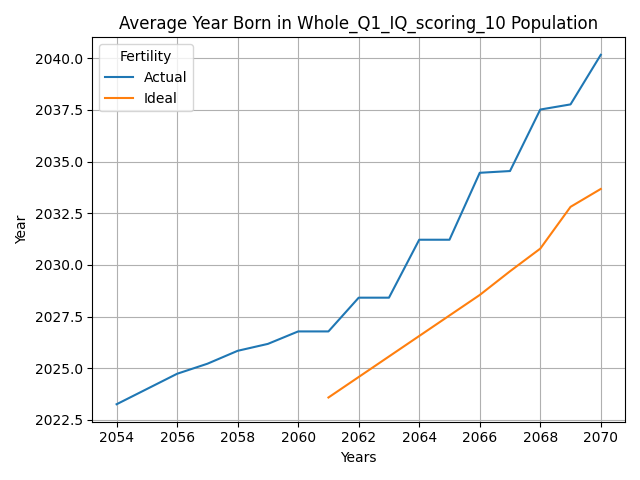 Average Year Born in Whole_Q1_IQ_scoring_10 Population
Fertility
Actual
Ideal
Year
2040.0
2037.5
2035.0
2032.5
2030.0
2027.5
2025.0
2022.5
2054 2056 2058 2060 2062 2064 2066 2068 2070
Years